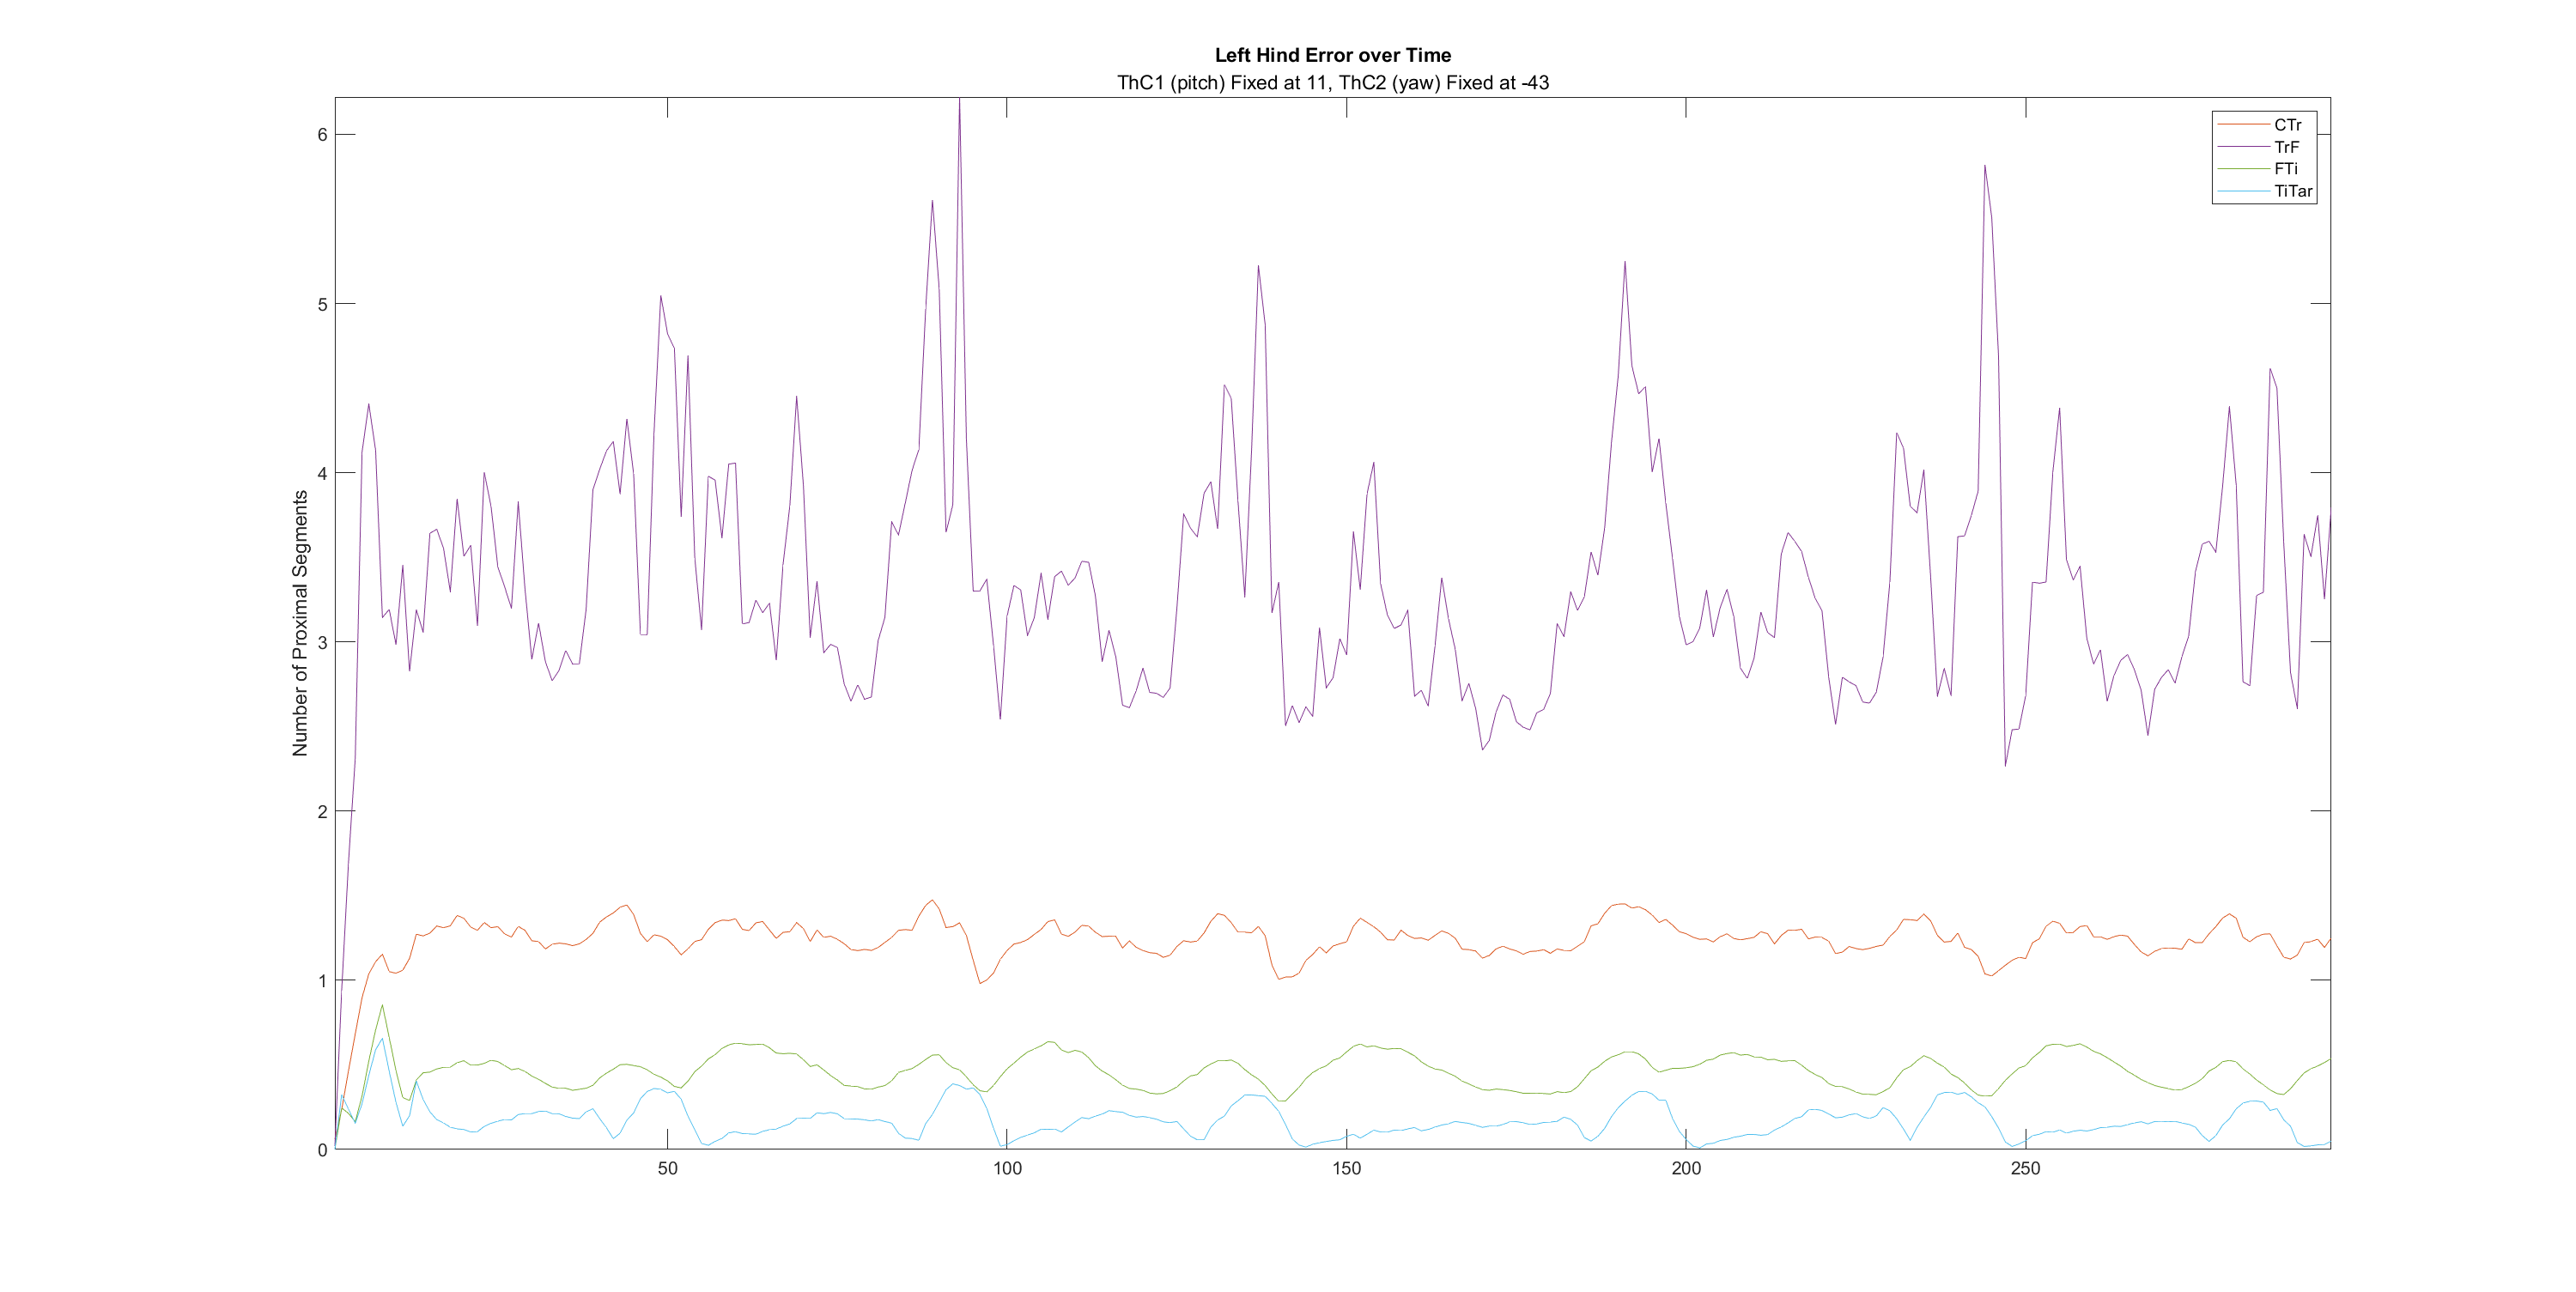 Left Hind Error over Time
ThC1 (pitch) Fixed at 11, ThC2 (yaw) Fixed at -43
CTr
TrF
FTi
TiTar
Number of Proximal Segments
6
5
4
3
2
1
0
50
100
150
200
250